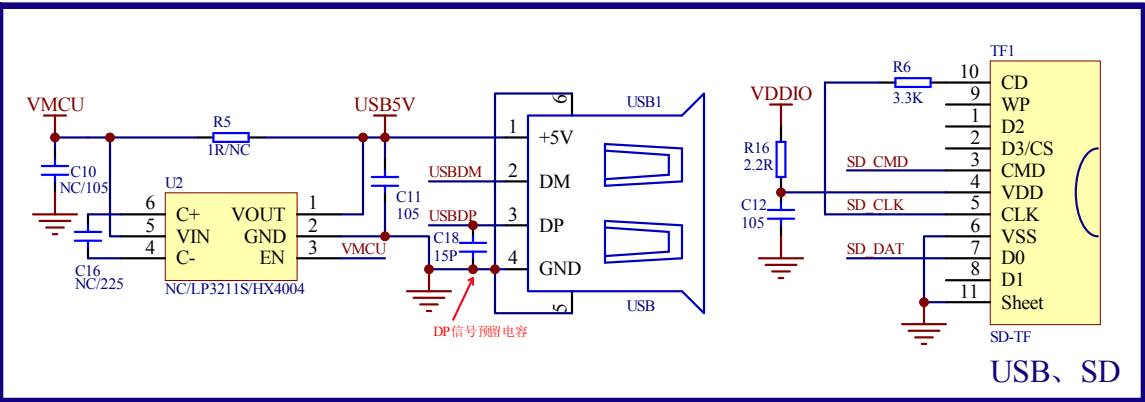 VMCU
C10
NC/105
R5
1R/NC
USB5V
U2
6
5
4
C+
VIN
C-
VOUT
GND
EN
1
2
3
VMCU
NC/LP3211S/HX4004
C16
NC/225
C11
105
USBDM
USBDP
C18
15P
DP信号预留电容
USB1
6
1
+5V
2
DM
3
DP
4
GND
5
USB
VDDIO
R16
2.2R
C12
105
R6
3.3K
SD_CMD
SD_CLK
SD_DAT
TF1
10 CD
9 WP
1 D2
2 D3/CS
3 CMD
4 VDD
5 CLK
6 VSS
7 D0
8 D1
11 Sheet
SD-TF
USB、SD